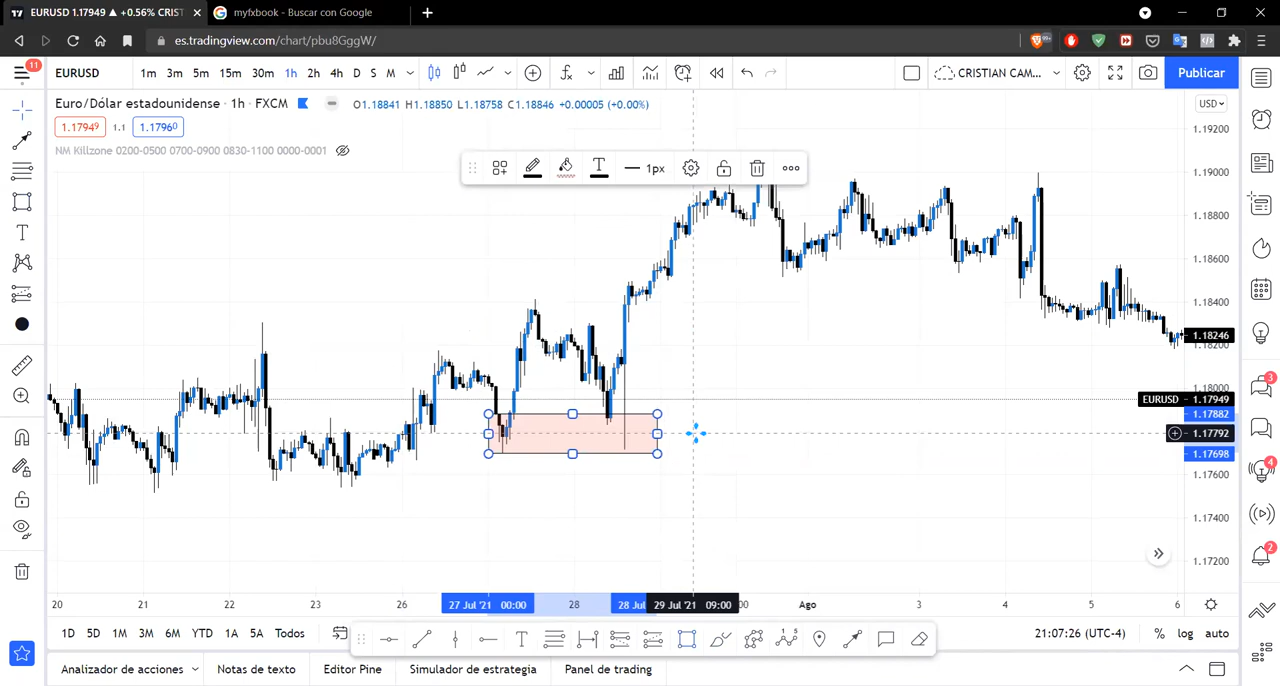 EURUSD 1.17949 ▲ +0.56% CRIST
myfxbook - Buscar con Google
es.tradingview.com/chart/pbu8GggW/
99+
11
EURUSD
1m 3m 5m 15m 30m 1h 2h 4h D S M
CRISTIAN CAM...
Publicar
Euro/Dólar estadounidense · 1h · FXCM
O1.18841 H1.18850 L1.18758 C1.18846 +0.00005 (+0.00%)
USD
1.17949 1.1 1.17960
NM Killzone 0200-0500 0700-0900 0830-1100 0000-0001
1px
1.19200
1.19000
1.18800
1.18600
1.18400
1.18246
1.18200
1.18000
EURUSD 1.17949
1.17882
1.17792
1.17698
1.17600
1.17400
1.17200
3
4
2
20 21 22 23 26 27 Jul '21 00:00 28 28 Jul 29 Jul '21 09:00 00 Ago 3 4 5 6
1D 5D 1M 3M 6M YTD 1A 5A Todos
21:07:26 (UTC-4) % log auto
Analizador de acciones Notas de texto Editor Pine Simulador de estrategia Panel de trading